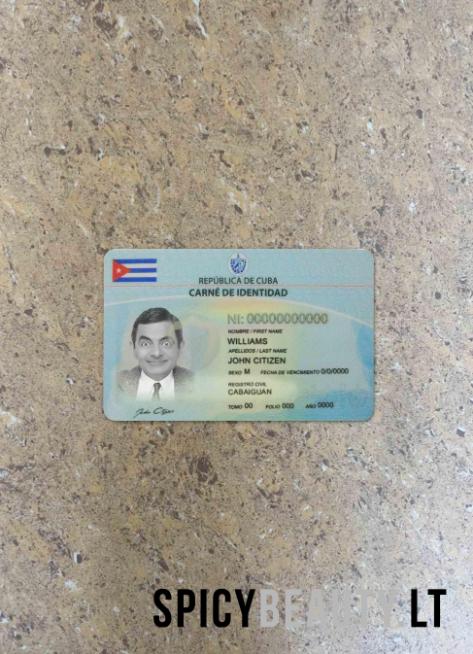 REPÚBLICA DE CUBA
CARNÉ DE IDENTIDAD
NI: 00000000000
NOMBRE / FIRST NAME
WILLIAMS
APELLIDOS / LAST NAME
JOHN CITIZEN
SEXO M FECHA DE VENCIMIENTO 0/0/0000
REGISTRO CIVIL
CABAIGUAN
TOMO 00 FOLIO 000 AÑO 0000
John Citizen
SPICYBEAUTY.LT